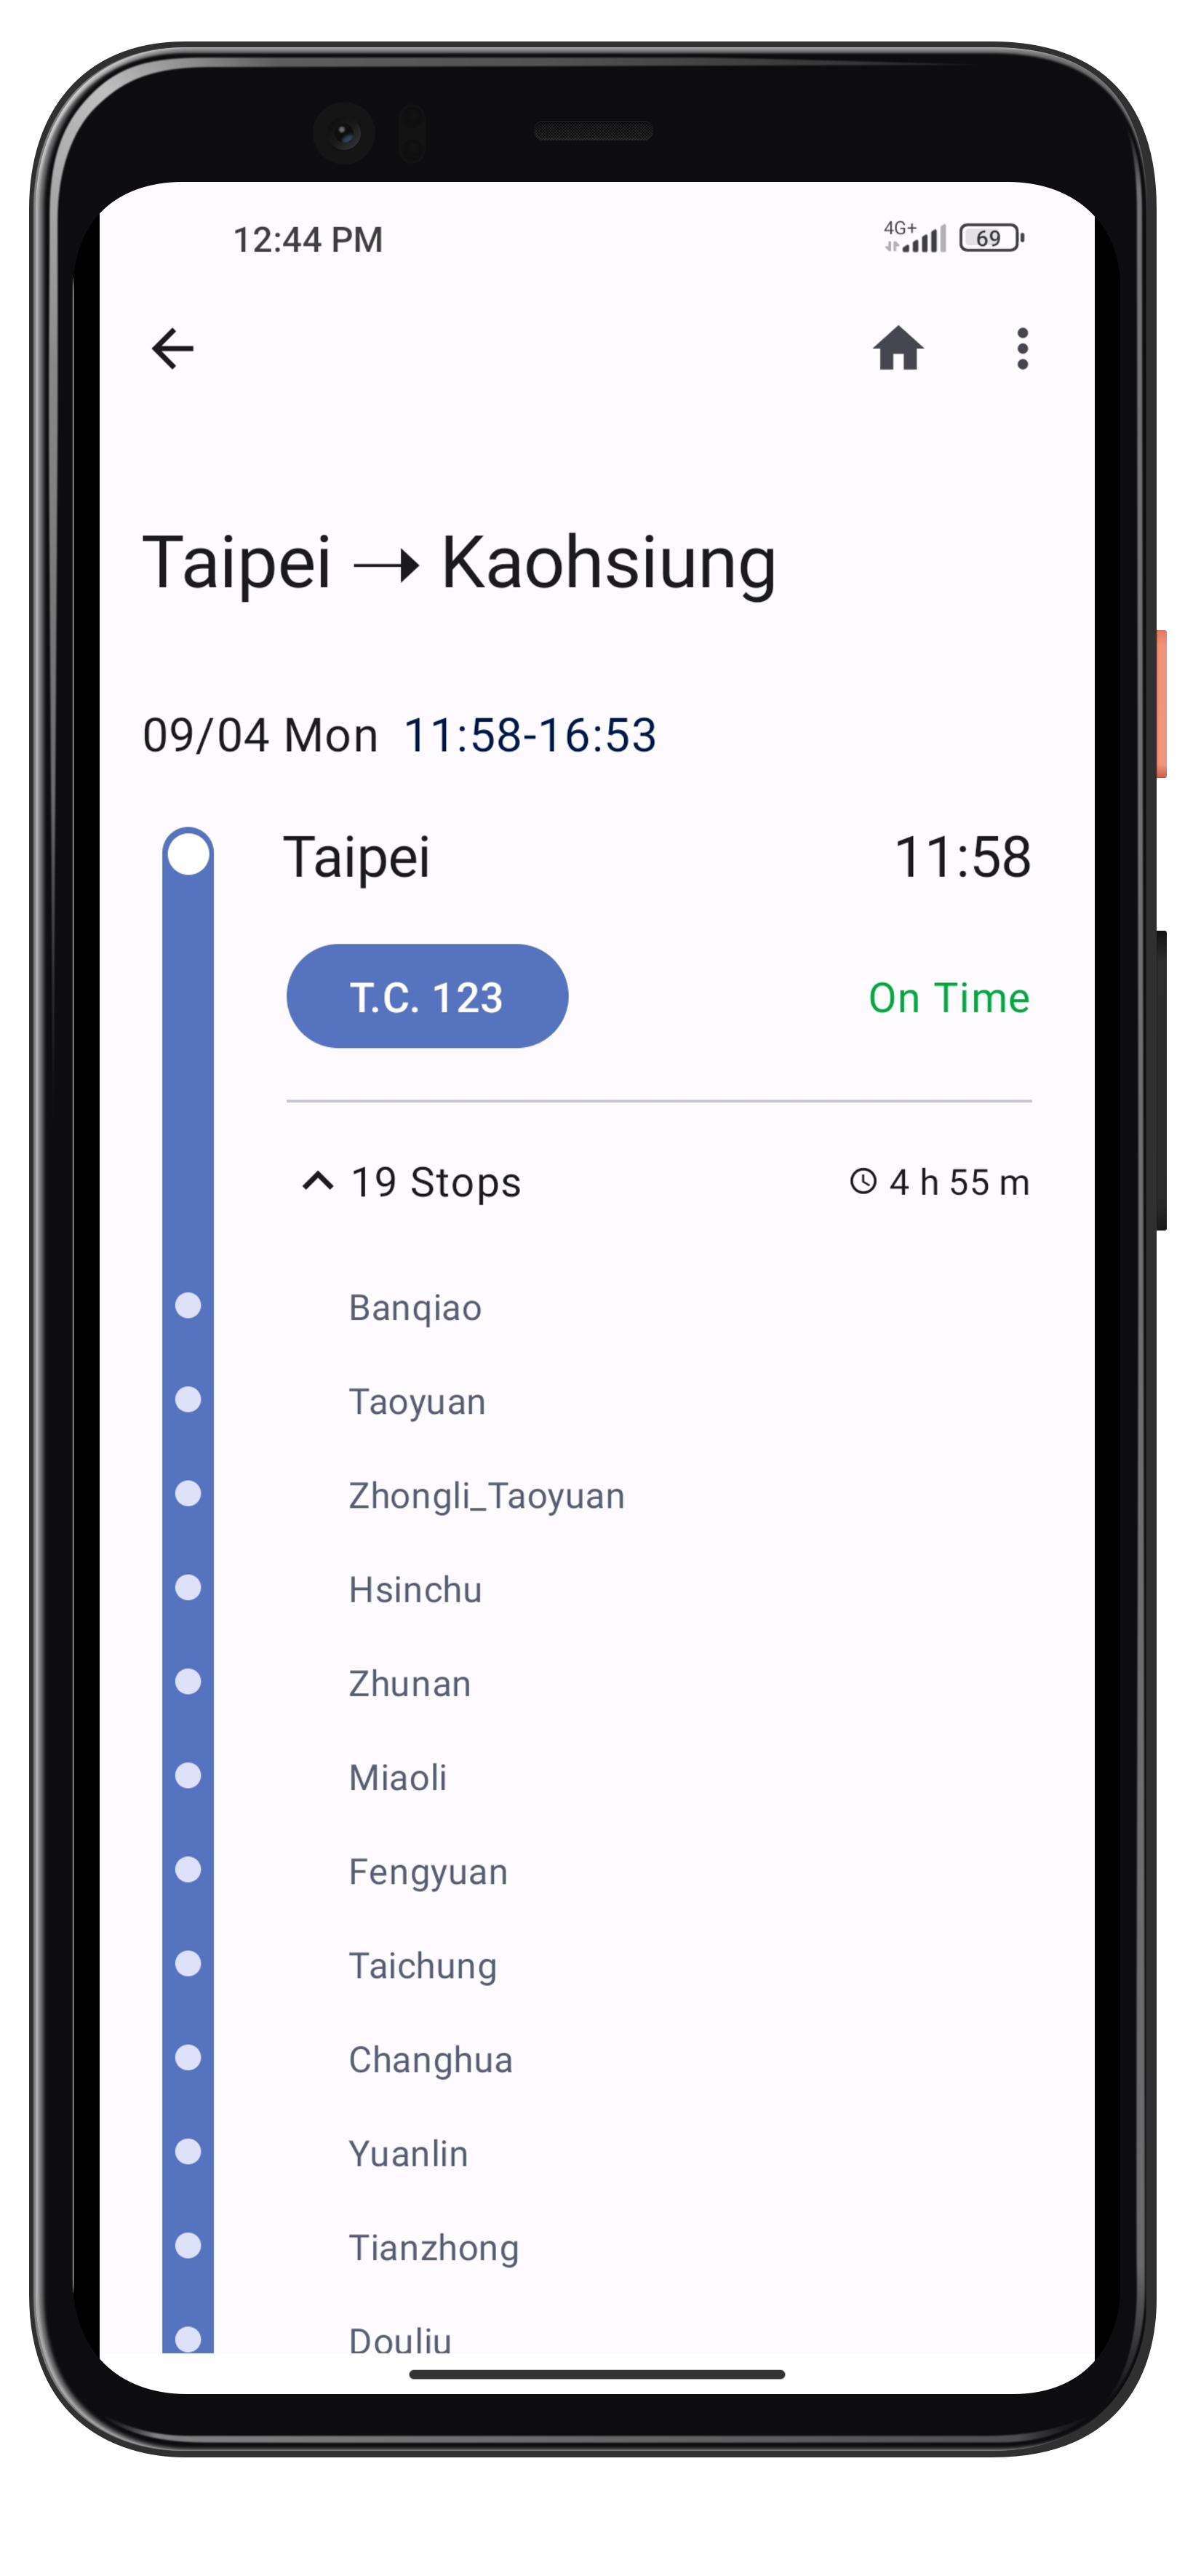 12:44 PM 4G+ 69
Taipei → Kaohsiung
09/04 Mon 11:58-16:53
Taipei 11:58
T.C. 123 On Time
19 Stops 4 h 55 m
Banqiao
Taoyuan
Zhongli_Taoyuan
Hsinchu
Zhunan
Miaoli
Fengyuan
Taichung
Changhua
Yuanlin
Tianzhong
Douliu